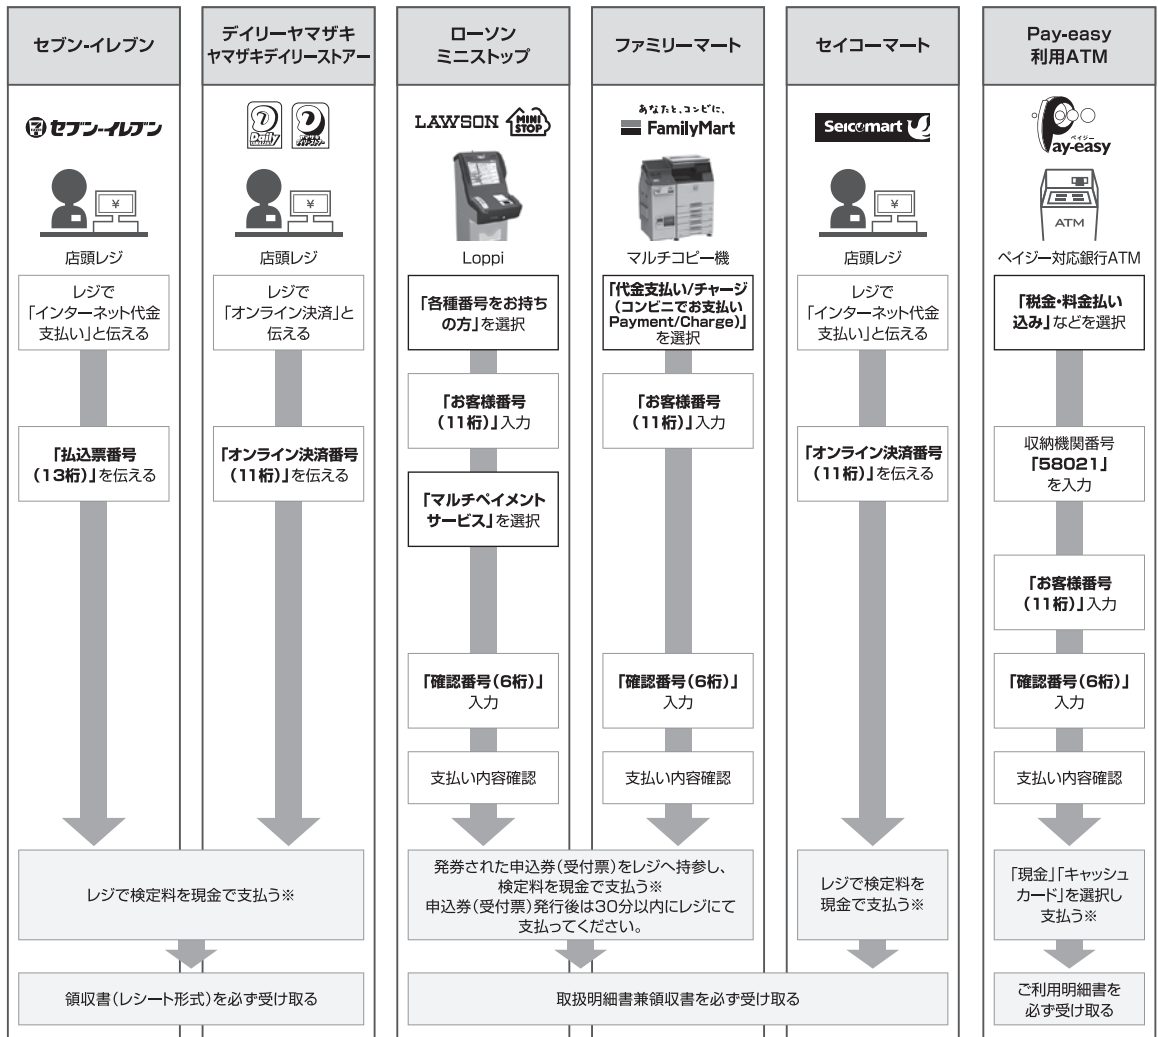 セブン-イレブン
セブン-イレブン
店頭レジ
レジで
「インターネット代金
支払い」と伝える
「払込票番号
(13桁)」を伝える
デイリーヤマザキ
ヤマザキデイリーストアー
Daily
店頭レジ
レジで
「オンライン決済」と
伝える
「オンライン決済番号
(11桁)」を伝える
レジで検定料を現金で支払う※
領収書(レシート形式)を必ず受け取る
ローソン
ミニストップ
LAWSON
MINI
STOP
Loppi
「各種番号をお持ち
の方」を選択
「お客様番号
(11桁)」入力
「マルチペイメント
サービス」を選択
「確認番号(6桁)」
入力
支払い内容確認
ファミリーマート
あなたと、コンビに、
FamilyMart
マルチコピー機
「代金支払い/チャージ
(コンビニでお支払い
Payment/Charge)」
を選択
「お客様番号
(11桁)」入力
「確認番号(6桁)」
入力
支払い内容確認
発券された申込券(受付票)をレジへ持参し、
検定料を現金で支払う※
申込券(受付票)発行後は30分以内にレジにて
支払ってください。
セイコーマート
Seicomart
店頭レジ
レジで
「インターネット代金
支払い」と伝える
「オンライン決済番号
(11桁)」を伝える
レジで検定料を
現金で支払う※
取扱明細書兼領収書を必ず受け取る
Pay-easy
利用ATM
ペイジー
Pay-easy
ATM
ペイジー対応銀行ATM
「税金・料金払い
込み」などを選択
収納機関番号
「58021」
を入力
「お客様番号
(11桁)」入力
「確認番号(6桁)」
入力
支払い内容確認
「現金」「キャッシュ
カード」を選択し
支払う※
ご利用明細書を
必ず受け取る